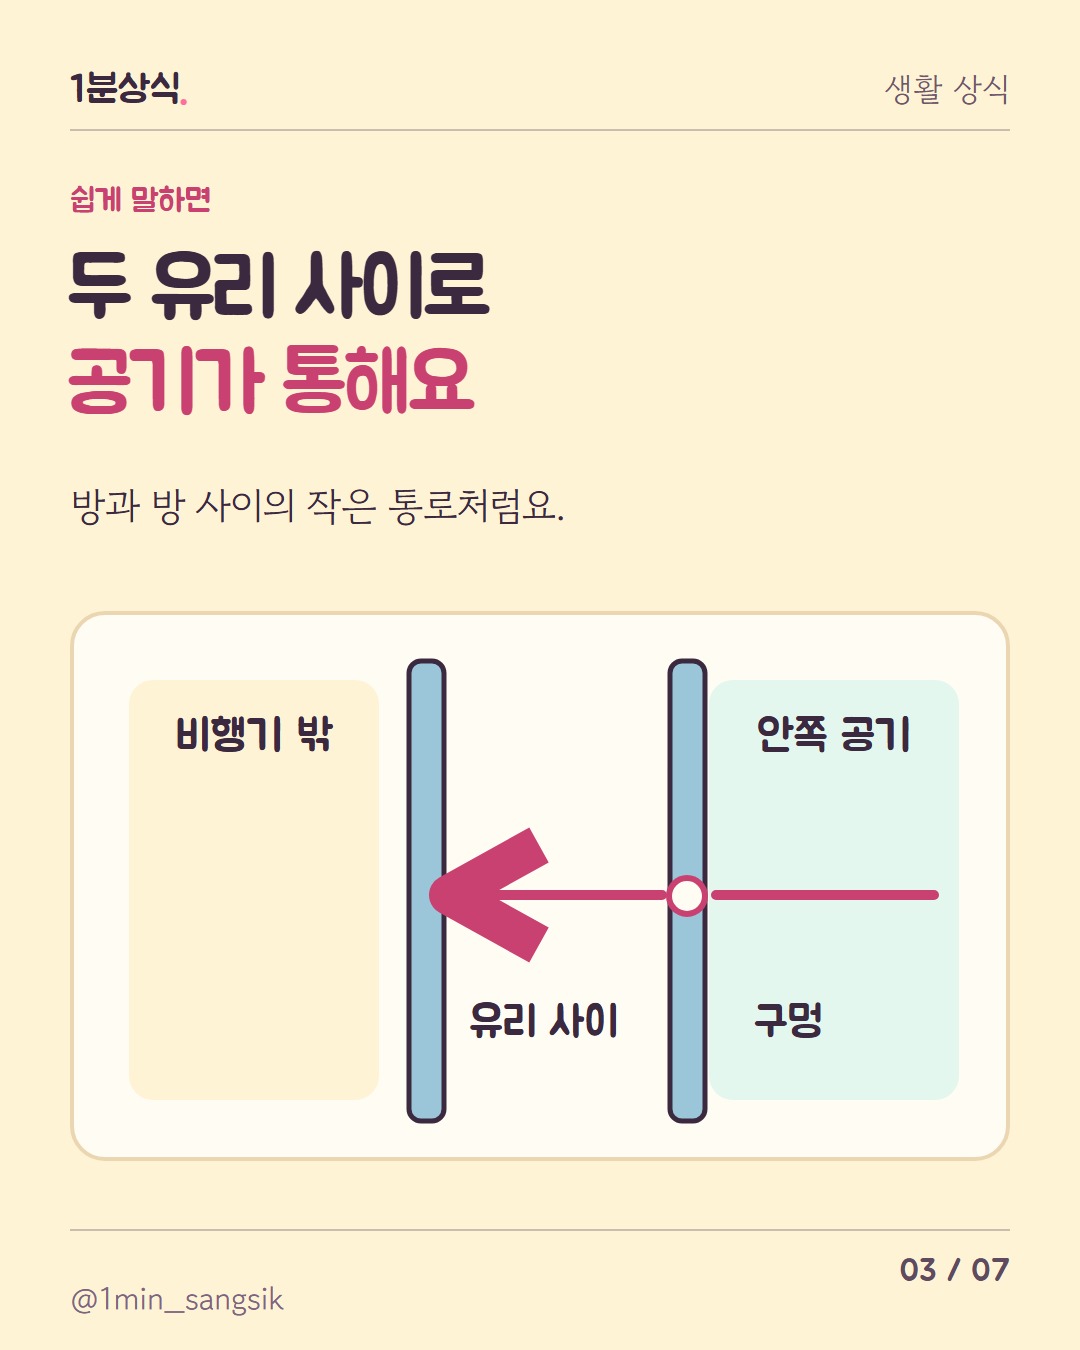 1분상식.
생활 상식
쉽게 말하면
두 유리 사이로
공기가 통해요
방과 방 사이의 작은 통로처럼요.
비행기 밖
안쪽 공기
유리 사이
구멍
03 / 07
@1min_sangsik